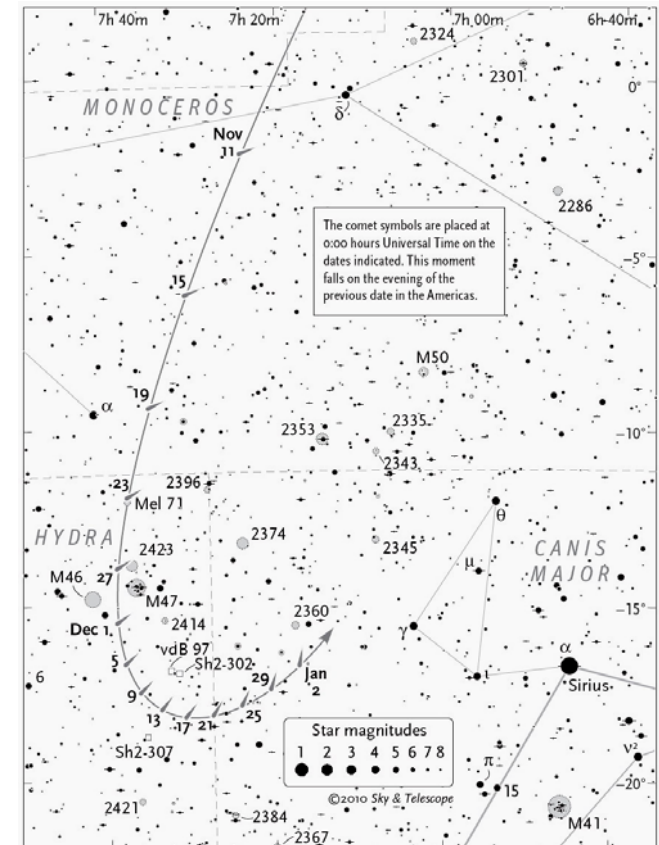 7h 40m 7h 20m 7h 00m 6h 40m
2324
2301
0°
MONOCEROS
δ
Nov
11
2286
The comet symbols are placed at
0:00 hours Universal Time on the
dates indicated. This moment
falls on the evening of the
previous date in the Americas.
-5°
15
M50
19
α
2353
2335
-10°
2343
23
2396
Mel 71
θ
HYDRA
2374
2345
CANIS
MAJOR
2423
μ
27
M46
M47
Dec 1
2414
2360
-15°
γ
vdB 97
α
5
Sh2-302
ι
Sirius
6
29
Jan
2
9
13
17
21
25
Star magnitudes
1 2 3 4 5 6 7 8
Sh2-307
ν²
π
15
-20°
©2010 Sky & Telescope
2421
2384
M41
2367